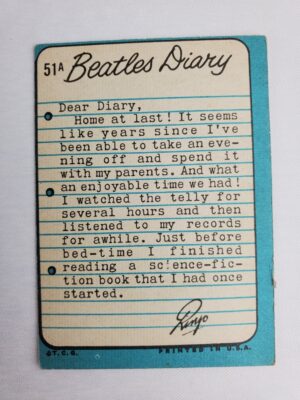 51A Beatles Diary
Dear Diary,
Home at last! It seems
like years since I've
been able to take an eve-
ning off and spend it
with my parents. And what
an enjoyable time we had!
I watched the telly for
several hours and then
listened to my records
for awhile. Just before
bed-time I finished
reading a science-fic-
tion book that I had once
started.
Ringo
©T.C.G. PRINTED IN U.S.A.